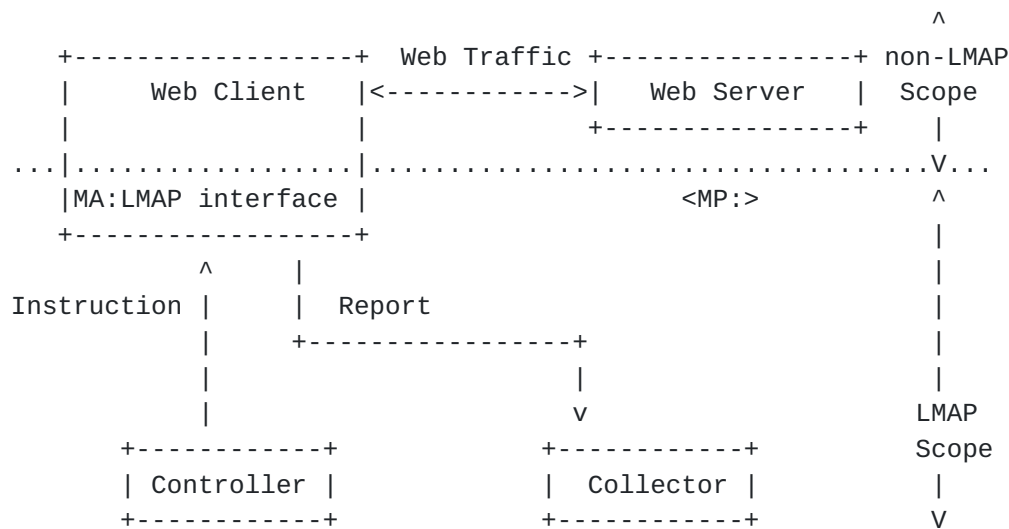 ^
   +------------------+  Web Traffic +----------------+ non-LMAP
   |     Web Client   |<------------>|   Web Server   |  Scope
   |                  |              +----------------+    |
...|..................|....................................V...
   |MA:LMAP interface |                    <MP:>           ^
   +------------------+                                    |
            ^     |                                        |
Instruction |     |  Report                                |
            |     +-----------------+                      |
            |                       |                      |
            |                       v                     LMAP
       +------------+             +------------+          Scope
       | Controller |             |  Collector |           |
       +------------+             +------------+           V